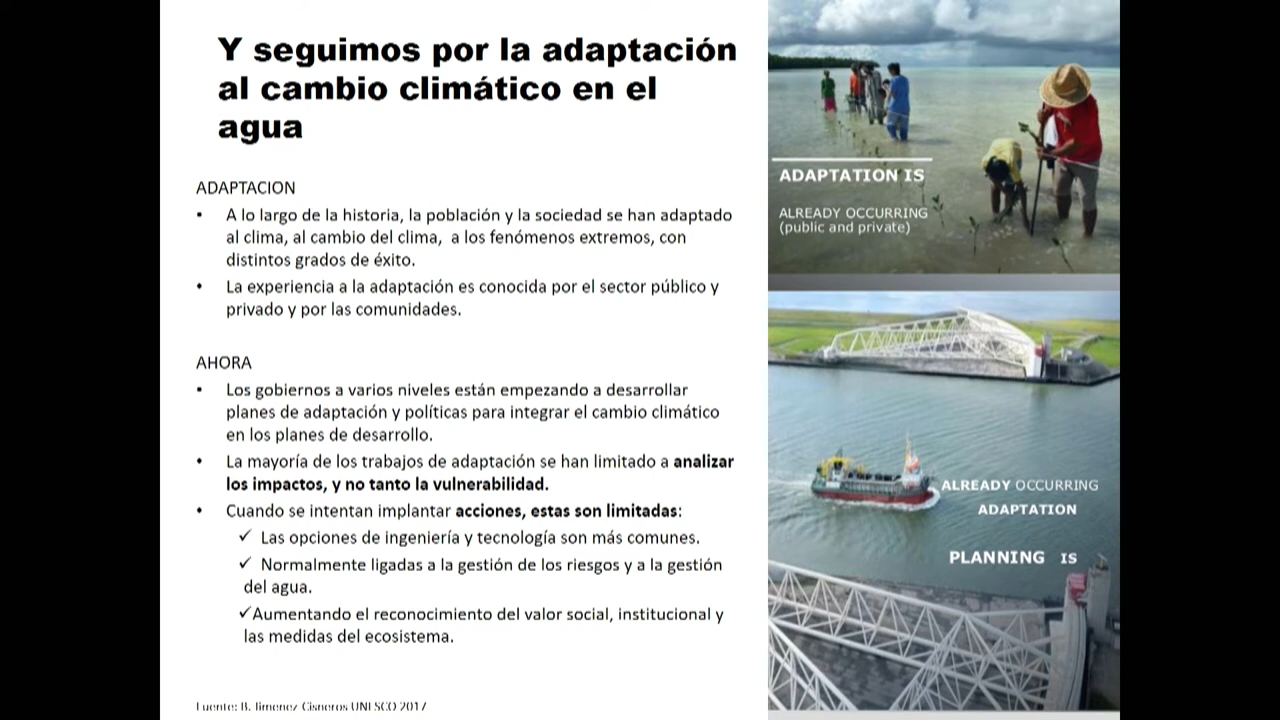 Y seguimos por la adaptación
al cambio climático en el
agua
ADAPTACION
• A lo largo de la historia, la población y la sociedad se han adaptado
al clima, al cambio del clima, a los fenómenos extremos, con
distintos grados de éxito.
• La experiencia a la adaptación es conocida por el sector público y
privado y por las comunidades.
AHORA
• Los gobiernos a varios niveles están empezando a desarrollar
planes de adaptación y políticas para integrar el cambio climático
en los planes de desarrollo.
• La mayoría de los trabajos de adaptación se han limitado a analizar
los impactos, y no tanto la vulnerabilidad.
• Cuando se intentan implantar acciones, estas son limitadas:
✓ Las opciones de ingeniería y tecnología son más comunes.
✓ Normalmente ligadas a la gestión de los riesgos y a la gestión
del agua.
✓Aumentando el reconocimiento del valor social, institucional y
las medidas del ecosistema.
Fuente: B. Jimenez Cisneros UNESCO 2017
ADAPTATION IS
ALREADY OCCURRING
(public and private)
ALREADY OCCURRING
ADAPTATION
PLANNING IS